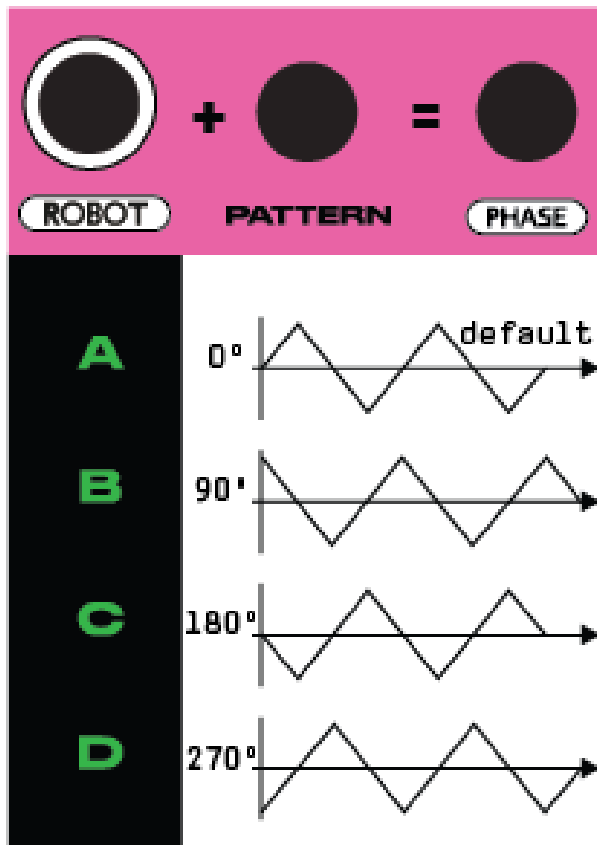 + =
ROBOT PATTERN PHASE
A 0° default
B 90°
C 180°
D 270°